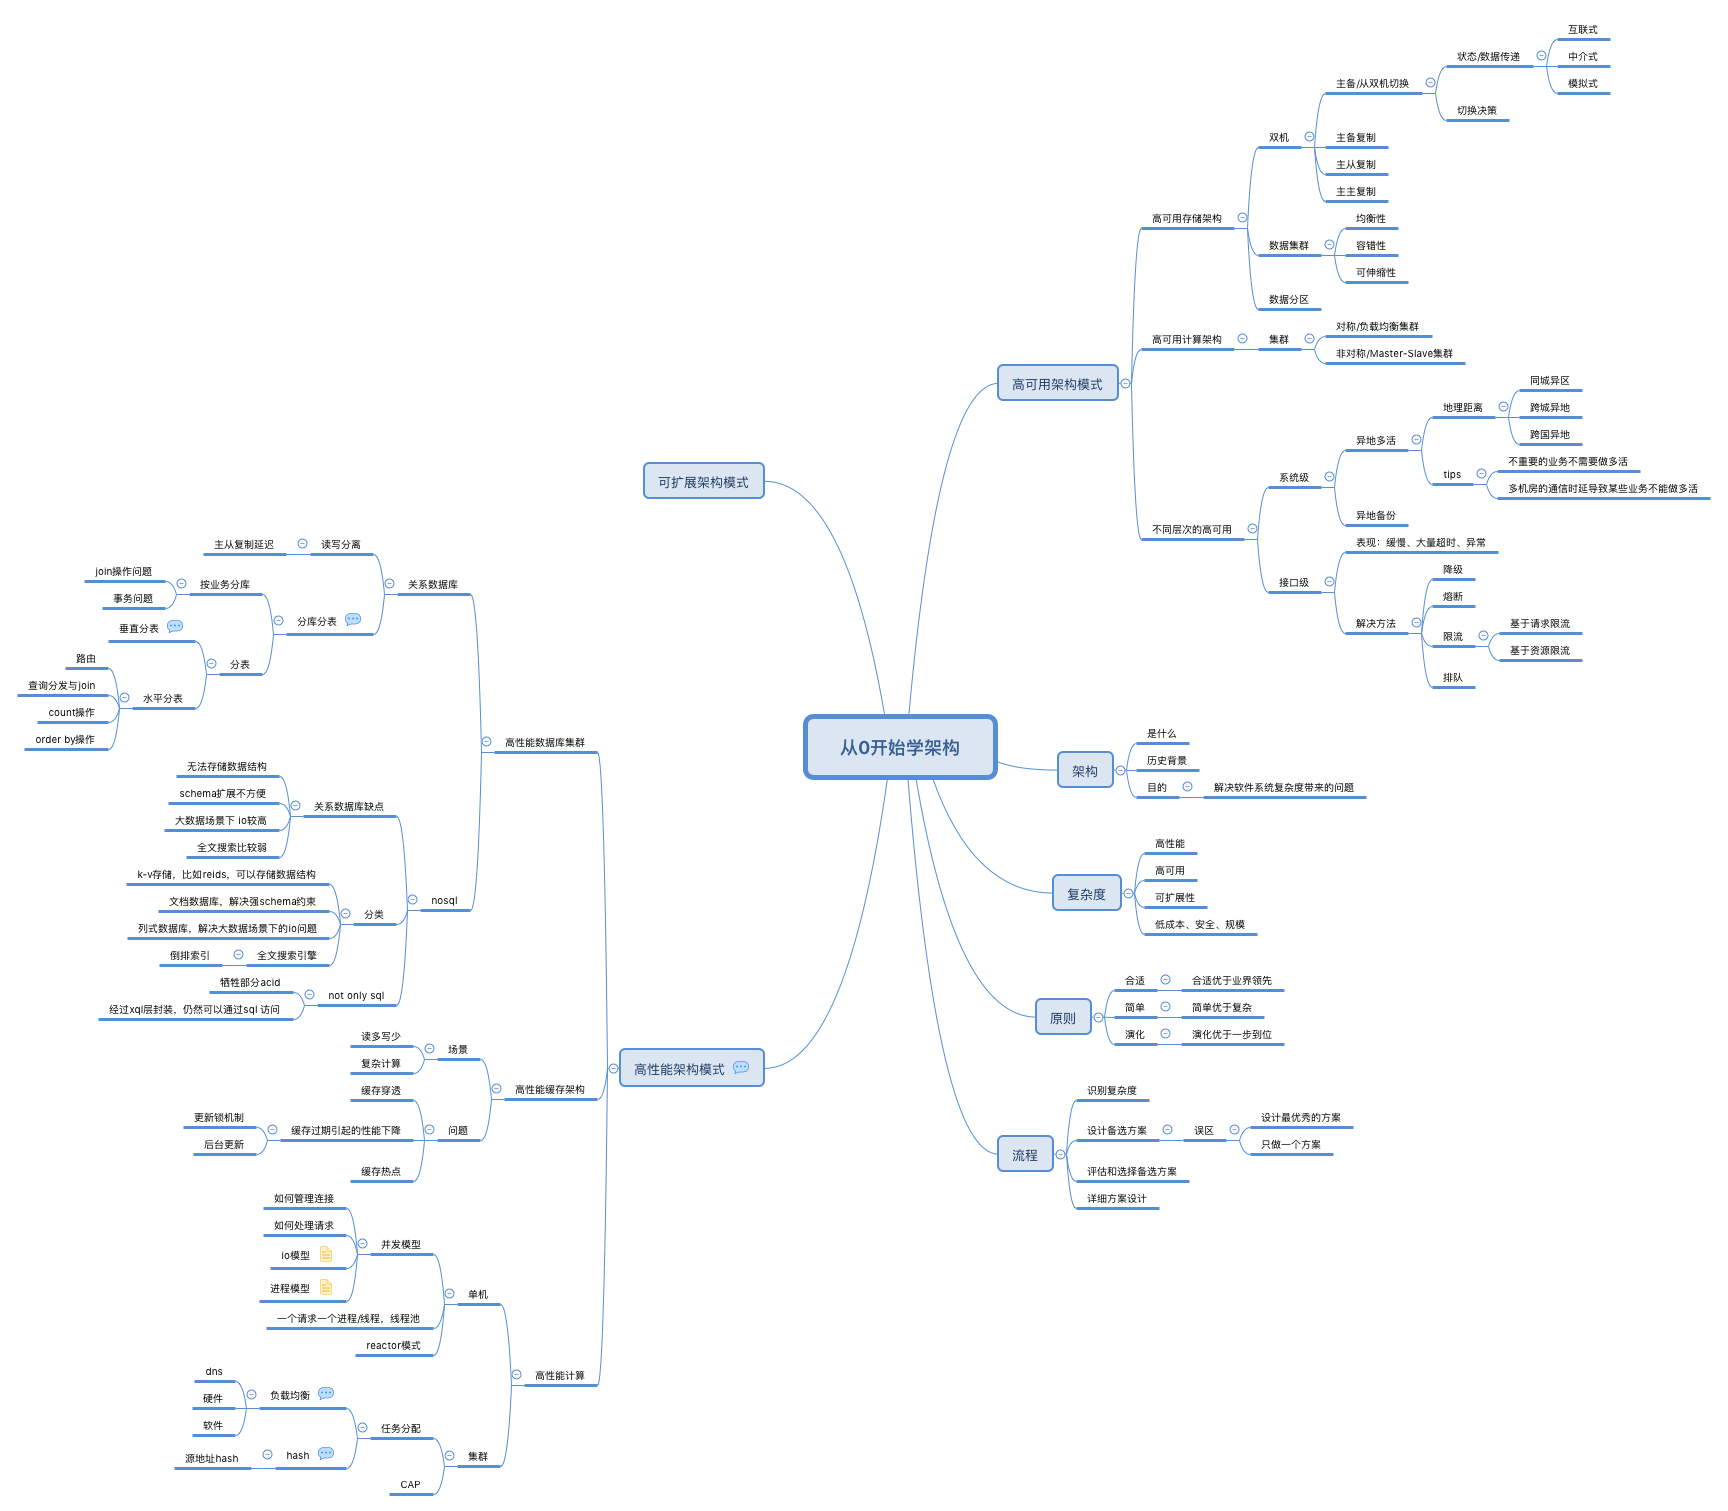 从0开始学架构
高可用架构模式
高可用存储架构
双机
主备/从双机切换
状态/数据传递
互联式
中介式
模拟式
切换决策
主备复制
主从复制
主主复制
数据集群
均衡性
容错性
可伸缩性
数据分区
高可用计算架构
集群
对称/负载均衡集群
非对称/Master-Slave集群
不同层次的高可用
系统级
异地多活
地理距离
同城异区
跨城异地
跨国异地
tips
不重要的业务不需要做多活
多机房的通信时延导致某些业务不能做多活
异地备份
接口级
表现：缓慢、大量超时、异常
解决方法
降级
熔断
限流
基于请求限流
基于资源限流
排队
架构
是什么
历史背景
目的
解决软件系统复杂度带来的问题
复杂度
高性能
高可用
可扩展性
低成本、安全、规模
原则
合适
合适优于业界领先
简单
简单优于复杂
演化
演化优于一步到位
流程
识别复杂度
设计备选方案
误区
设计最优秀的方案
只做一个方案
评估和选择备选方案
详细方案设计
可扩展架构模式
高性能架构模式
高性能数据库集群
关系数据库
读写分离
主从复制延迟
分库分表
按业务分库
join操作问题
事务问题
分表
垂直分表
水平分表
路由
查询分发与join
count操作
order by操作
nosql
关系数据库缺点
无法存储数据结构
schema扩展不方便
大数据场景下 io较高
全文搜索比较弱
分类
k-v存储，比如reids，可以存储数据结构
文档数据库，解决强schema约束
列式数据库，解决大数据场景下的io问题
全文搜索引擎
倒排索引
not only sql
牺牲部分acid
经过xql层封装，仍然可以通过sql 访问
高性能缓存架构
场景
读多写少
复杂计算
问题
缓存穿透
缓存过期引起的性能下降
更新锁机制
后台更新
缓存热点
高性能计算
单机
并发模型
如何管理连接
如何处理请求
io模型
进程模型
一个请求一个进程/线程，线程池
reactor模式
集群
任务分配
负载均衡
dns
硬件
软件
hash
源地址hash
CAP